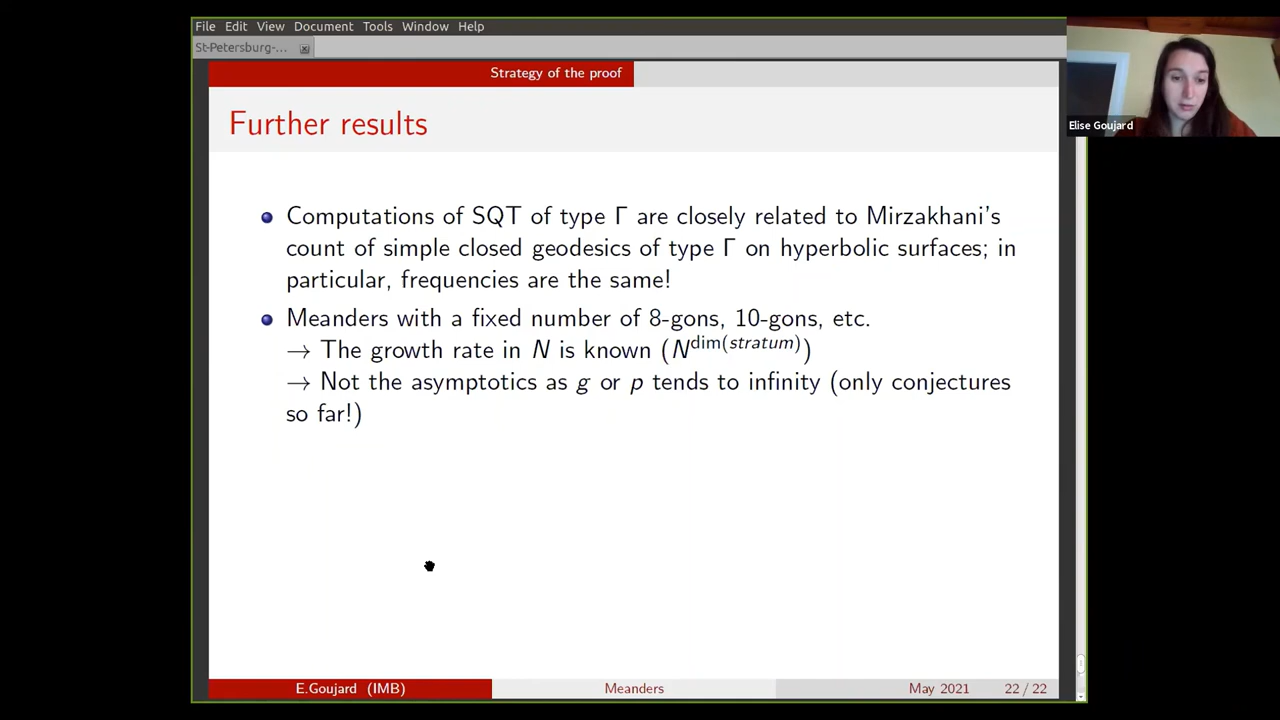 File Edit View Document Tools Window Help
St-Petersburg-...
Strategy of the proof
Further results
Elise Goujard
Computations of SQT of type Γ are closely related to Mirzakhani's
count of simple closed geodesics of type Γ on hyperbolic surfaces; in
particular, frequencies are the same!
Meanders with a fixed number of 8-gons, 10-gons, etc.
→ The growth rate in N is known (N^dim(stratum))
→ Not the asymptotics as g or p tends to infinity (only conjectures
so far!)
E.Goujard (IMB) Meanders May 2021 22 / 22